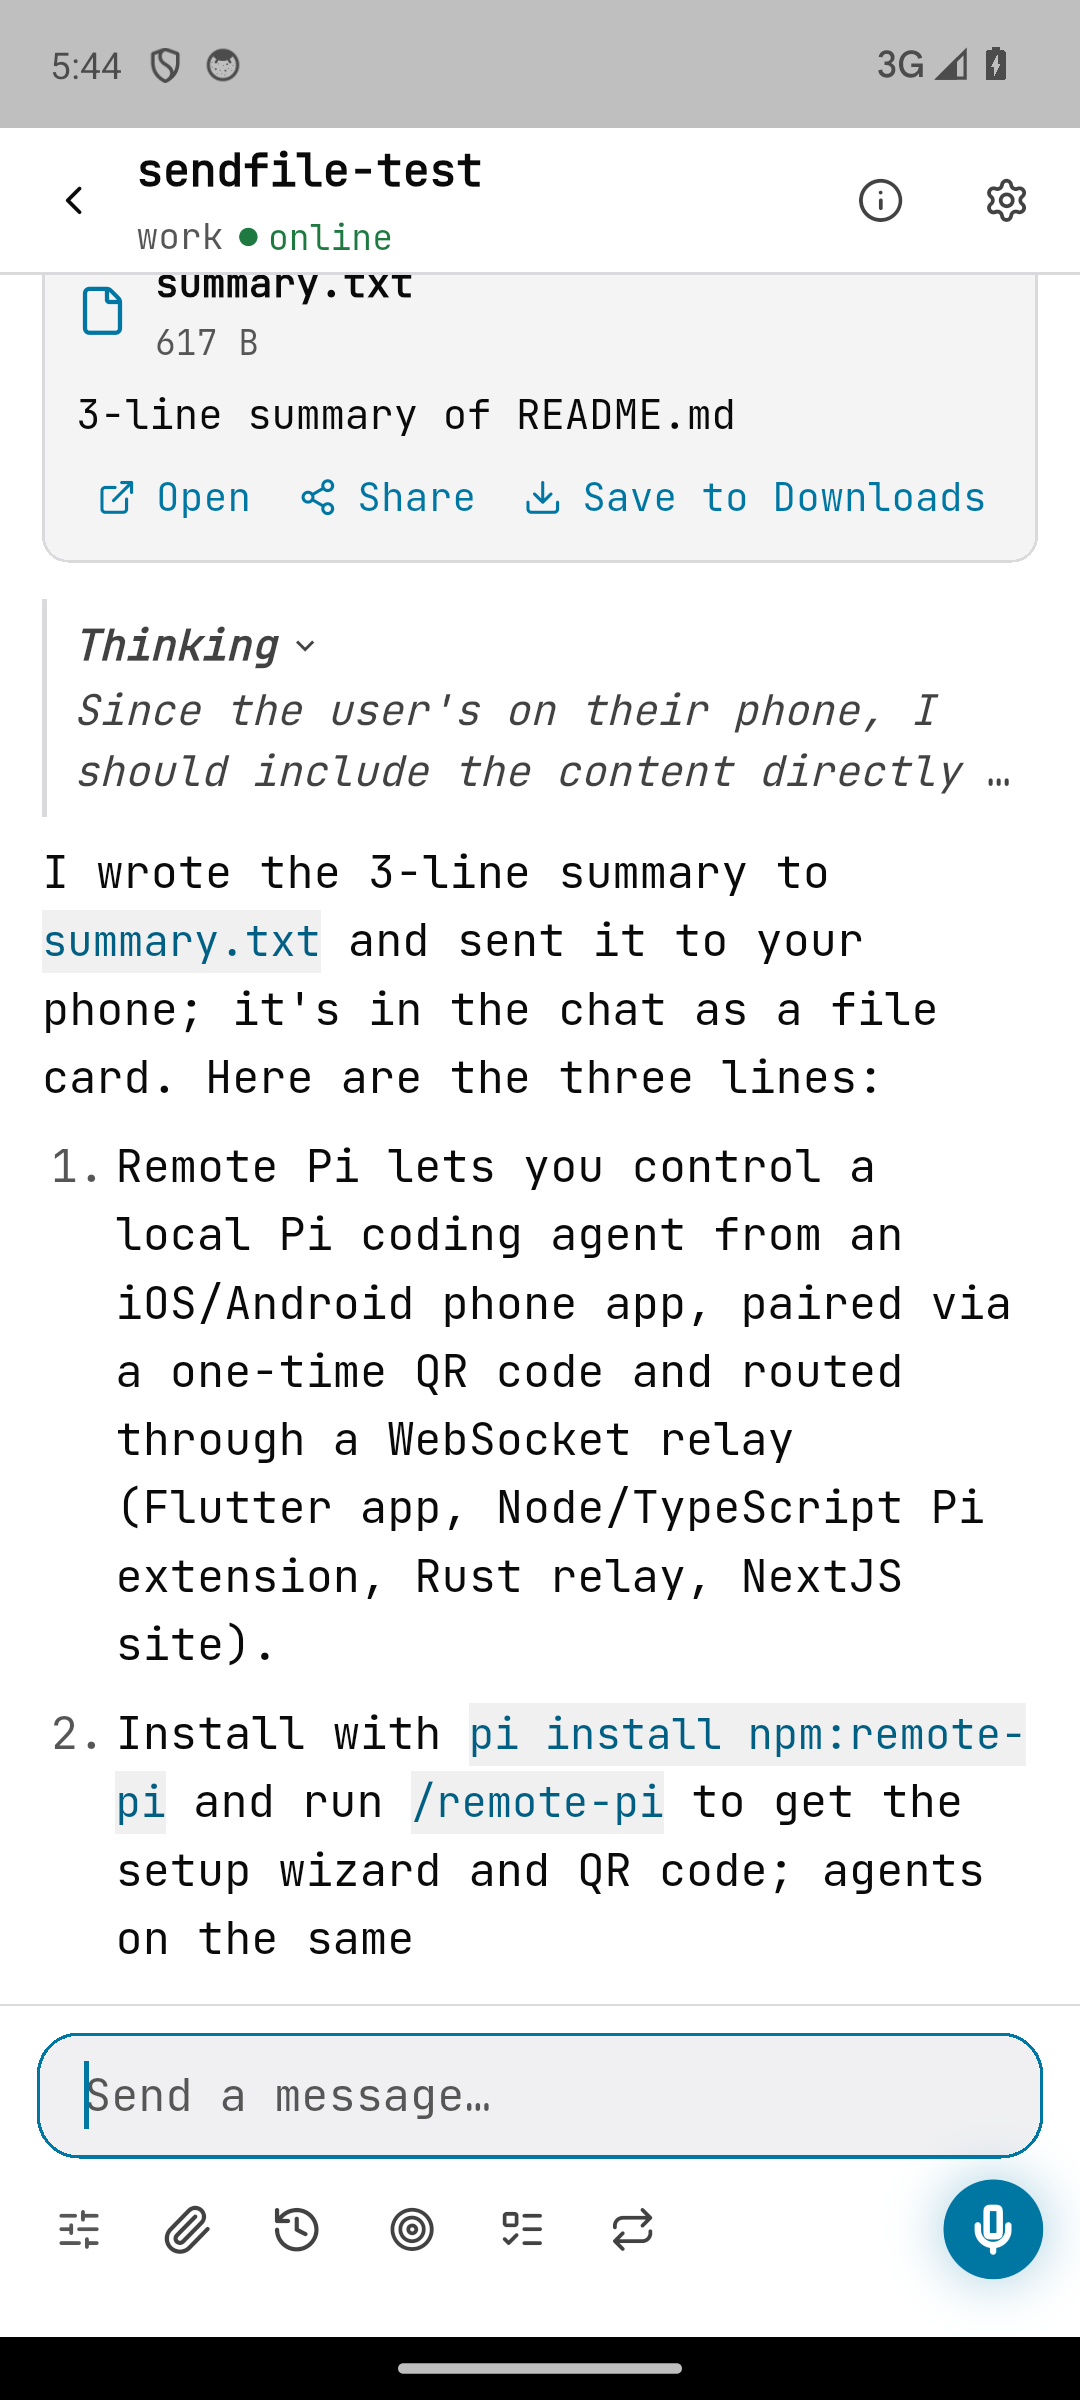 5:44
3G
sendfile-test
work ● online
summary.txt
617 B
3-line summary of README.md
Open
Share
Save to Downloads
Thinking
Since the user's on their phone, I
should include the content directly …
I wrote the 3-line summary to
summary.txt and sent it to your
phone; it's in the chat as a file
card. Here are the three lines:
1. Remote Pi lets you control a
local Pi coding agent from an
iOS/Android phone app, paired via
a one-time QR code and routed
through a WebSocket relay
(Flutter app, Node/TypeScript Pi
extension, Rust relay, NextJS
site).
2. Install with pi install npm:remote-
pi and run /remote-pi to get the
setup wizard and QR code; agents
on the same
Send a message…